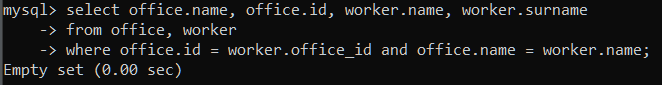 mysql> select office.name, office.id, worker.name, worker.surname
-> from office, worker
-> where office.id = worker.office_id and office.name = worker.name;
Empty set (0.00 sec)